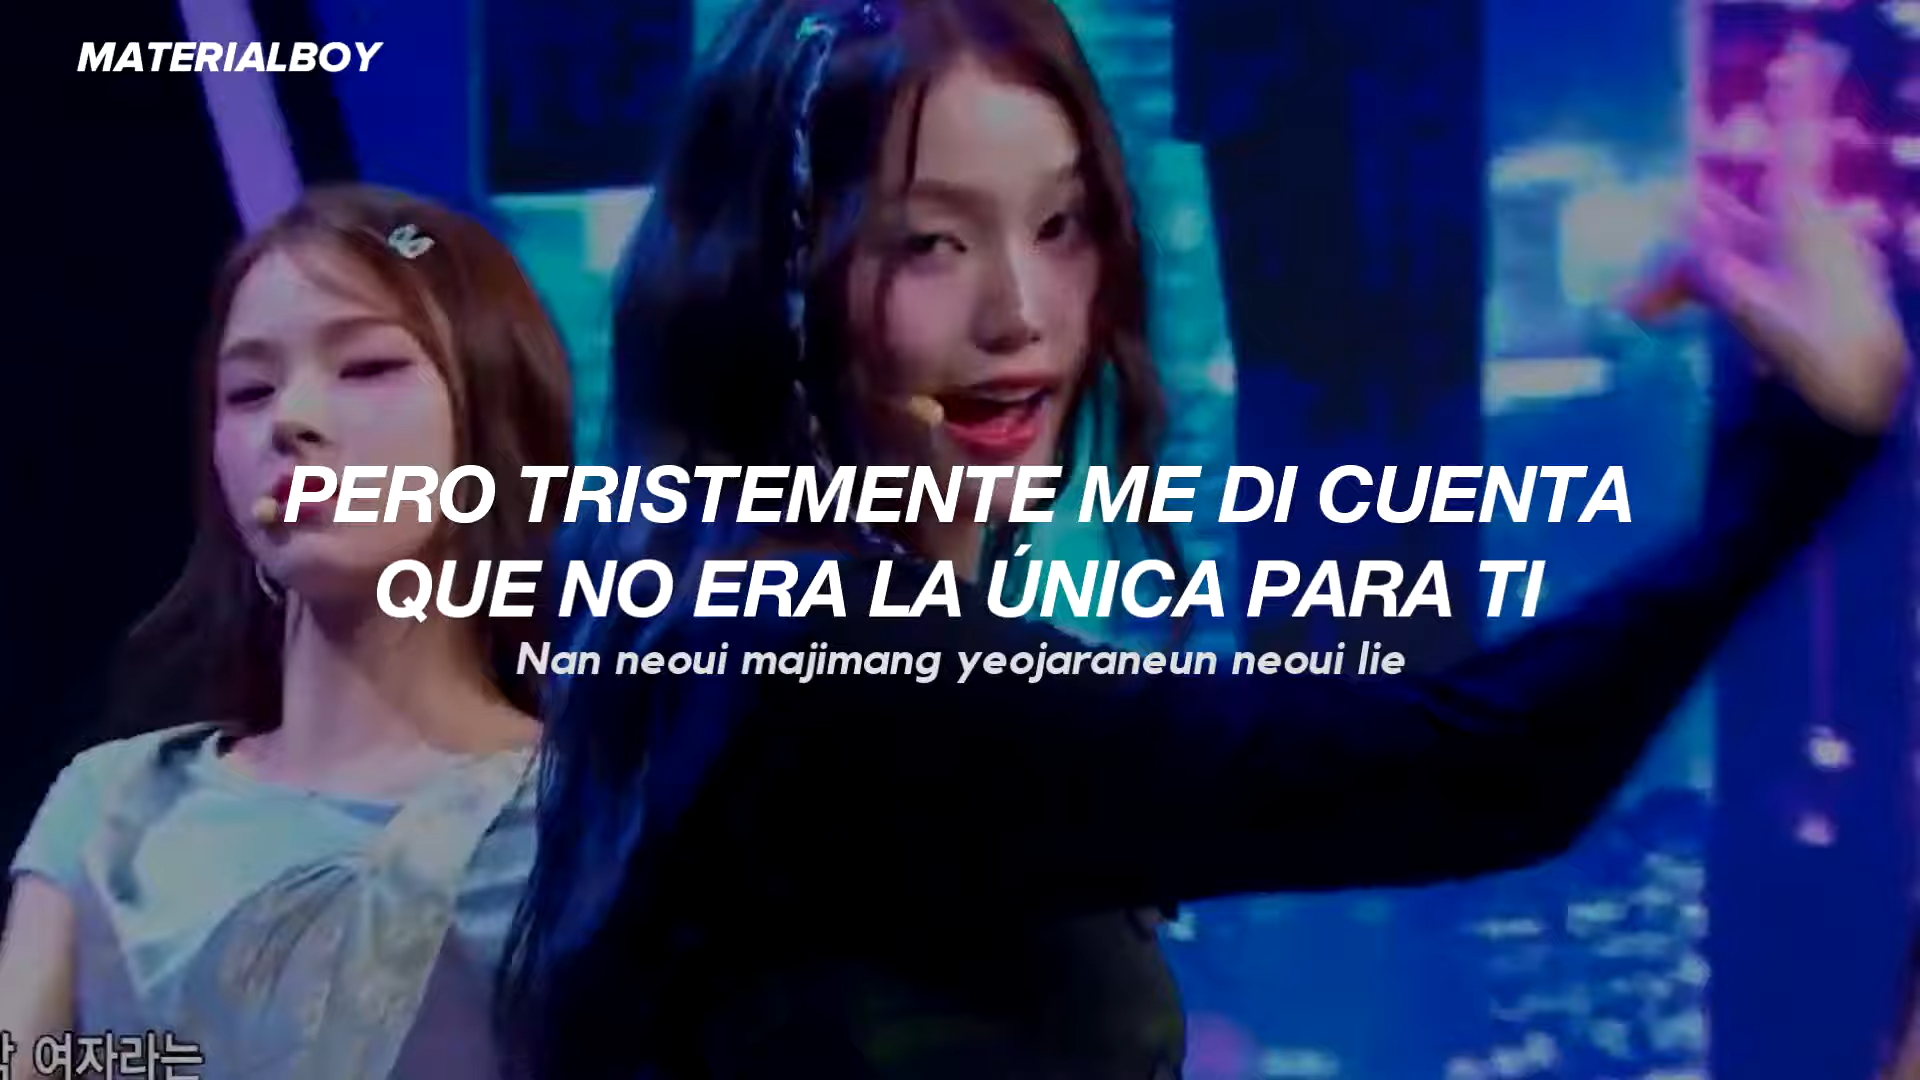 MATERIALBOY
PERO TRISTEMENTE ME DI CUENTA
QUE NO ERA LA ÚNICA PARA TI
Nan neoui majimang yeojaraneun neoui lie
여자라는